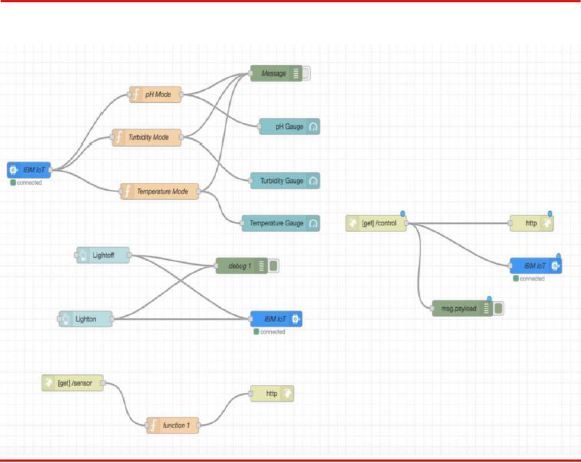 Message
pH Mode
pH Gauge
Turbidity Mode
IBM IoT
connected
Turbidity Gauge
Temperature Mode
Temperature Gauge
[get] /control
http
Lightoff
debug 1
IBM IoT
connected
msg.payload
Lighton
IBM IoT
connected
[get] /sensor
http
function 1